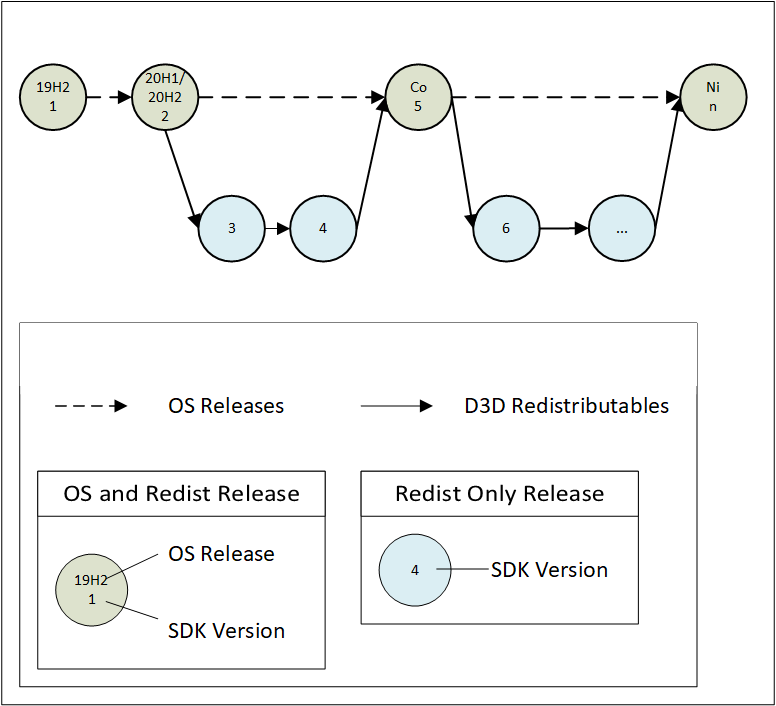 19H2
1
20H1/
20H2
2
Co
5
Ni
n
3
4
6
...
OS Releases
D3D Redistributables
OS and Redist Release
Redist Only Release
19H2
1
OS Release
SDK Version
4
SDK Version